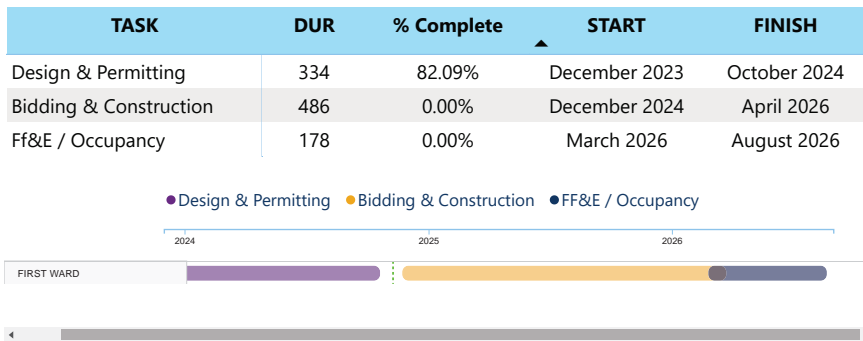 TASK DUR % Complete START FINISH
Design & Permitting 334 82.09% December 2023 October 2024
Bidding & Construction 486 0.00% December 2024 April 2026
Ff&E / Occupancy 178 0.00% March 2026 August 2026
Design & Permitting Bidding & Construction FF&E / Occupancy
2024 2025 2026
FIRST WARD